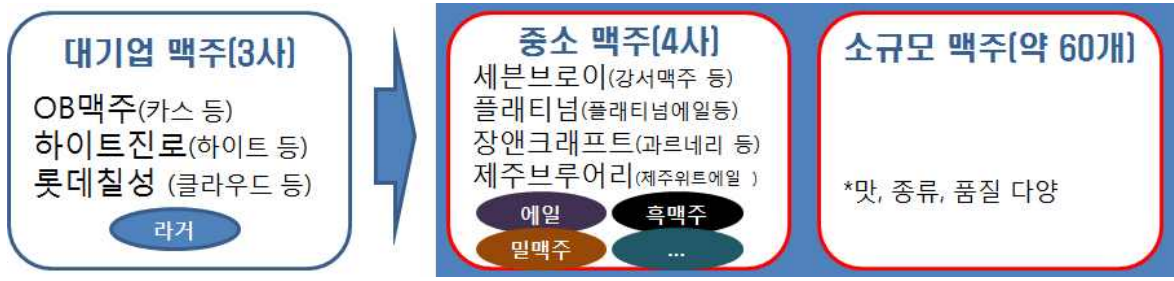 대기업 맥주(3사)
OB맥주(카스 등)
하이트진로(하이트 등)
롯데칠성 (클라우드 등)
라거
중소 맥주(4사)
세븐브로이(강서맥주 등)
플래티넘(플래티넘에일등)
장앤크래프트(과르네리 등)
제주브루어리(제주위트에일 )
에일
흑맥주
밀맥주
...
소규모 맥주(약 60개)
*맛, 종류, 품질 다양